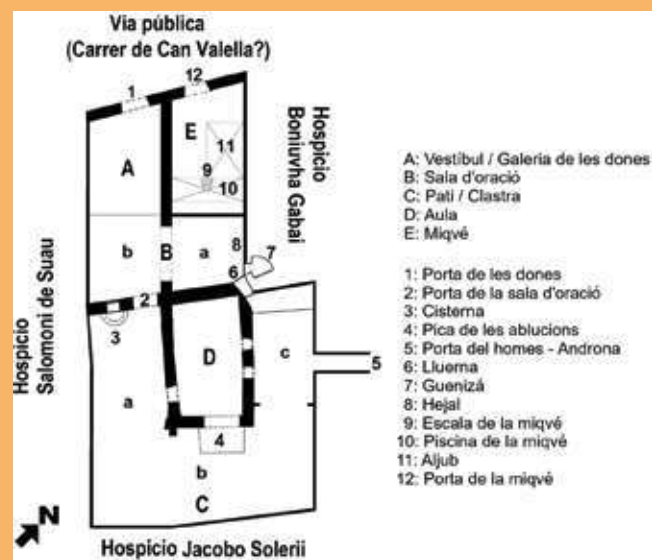 Via pública
(Carrer de Can Valella?)
12
1
E
11
A
9
10
Hospicio
Boniuvha Gabai
b
B
a
8
7
6
2
3
D
c
5
a
4
b
C
Hospicio
Salomoni de Suau
N
Hospicio Jacobo Solerii
A: Vestíbul / Galeria de les dones
B: Sala d'oració
C: Pati / Clastra
D: Aula
E: Miqvé
1: Porta de les dones
2: Porta de la sala d'oració
3: Cisterna
4: Pica de les ablucions
5: Porta del homes - Androna
6: Lluerna
7: Guenizá
8: Hejal
9: Escala de la miqvé
10: Piscina de la miqvé
11: Aljub
12: Porta de la miqvé